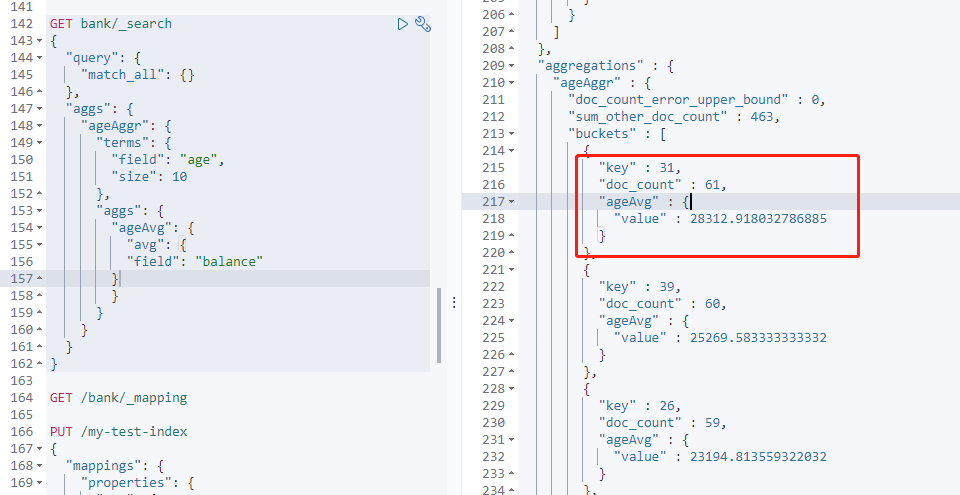 141
142 GET bank/_search
143 {
144 "query": {
145 "match_all": {}
146 },
147 "aggs": {
148 "ageAggr": {
149 "terms": {
150 "field": "age",
151 "size": 10
152 },
153 "aggs": {
154 "ageAvg": {
155 "avg": {
156 "field": "balance"
157 }
158 }
159 }
160 }
161 }
162 }
163
164 GET /bank/_mapping
165
166 PUT /my-test-index
167 {
168 "mappings": {
169 "properties": {
206 }
207 ]
208 },
209 "aggregations" : {
210 "ageAggr" : {
211 "doc_count_error_upper_bound" : 0,
212 "sum_other_doc_count" : 463,
213 "buckets" : [
214 {
215 "key" : 31,
216 "doc_count" : 61,
217 "ageAvg" : {
218 "value" : 28312.918032786885
219 }
220 },
221 {
222 "key" : 39,
223 "doc_count" : 60,
224 "ageAvg" : {
225 "value" : 25269.583333333332
226 }
227 },
228 {
229 "key" : 26,
230 "doc_count" : 59,
231 "ageAvg" : {
232 "value" : 23194.813559322032
233 }
234 },